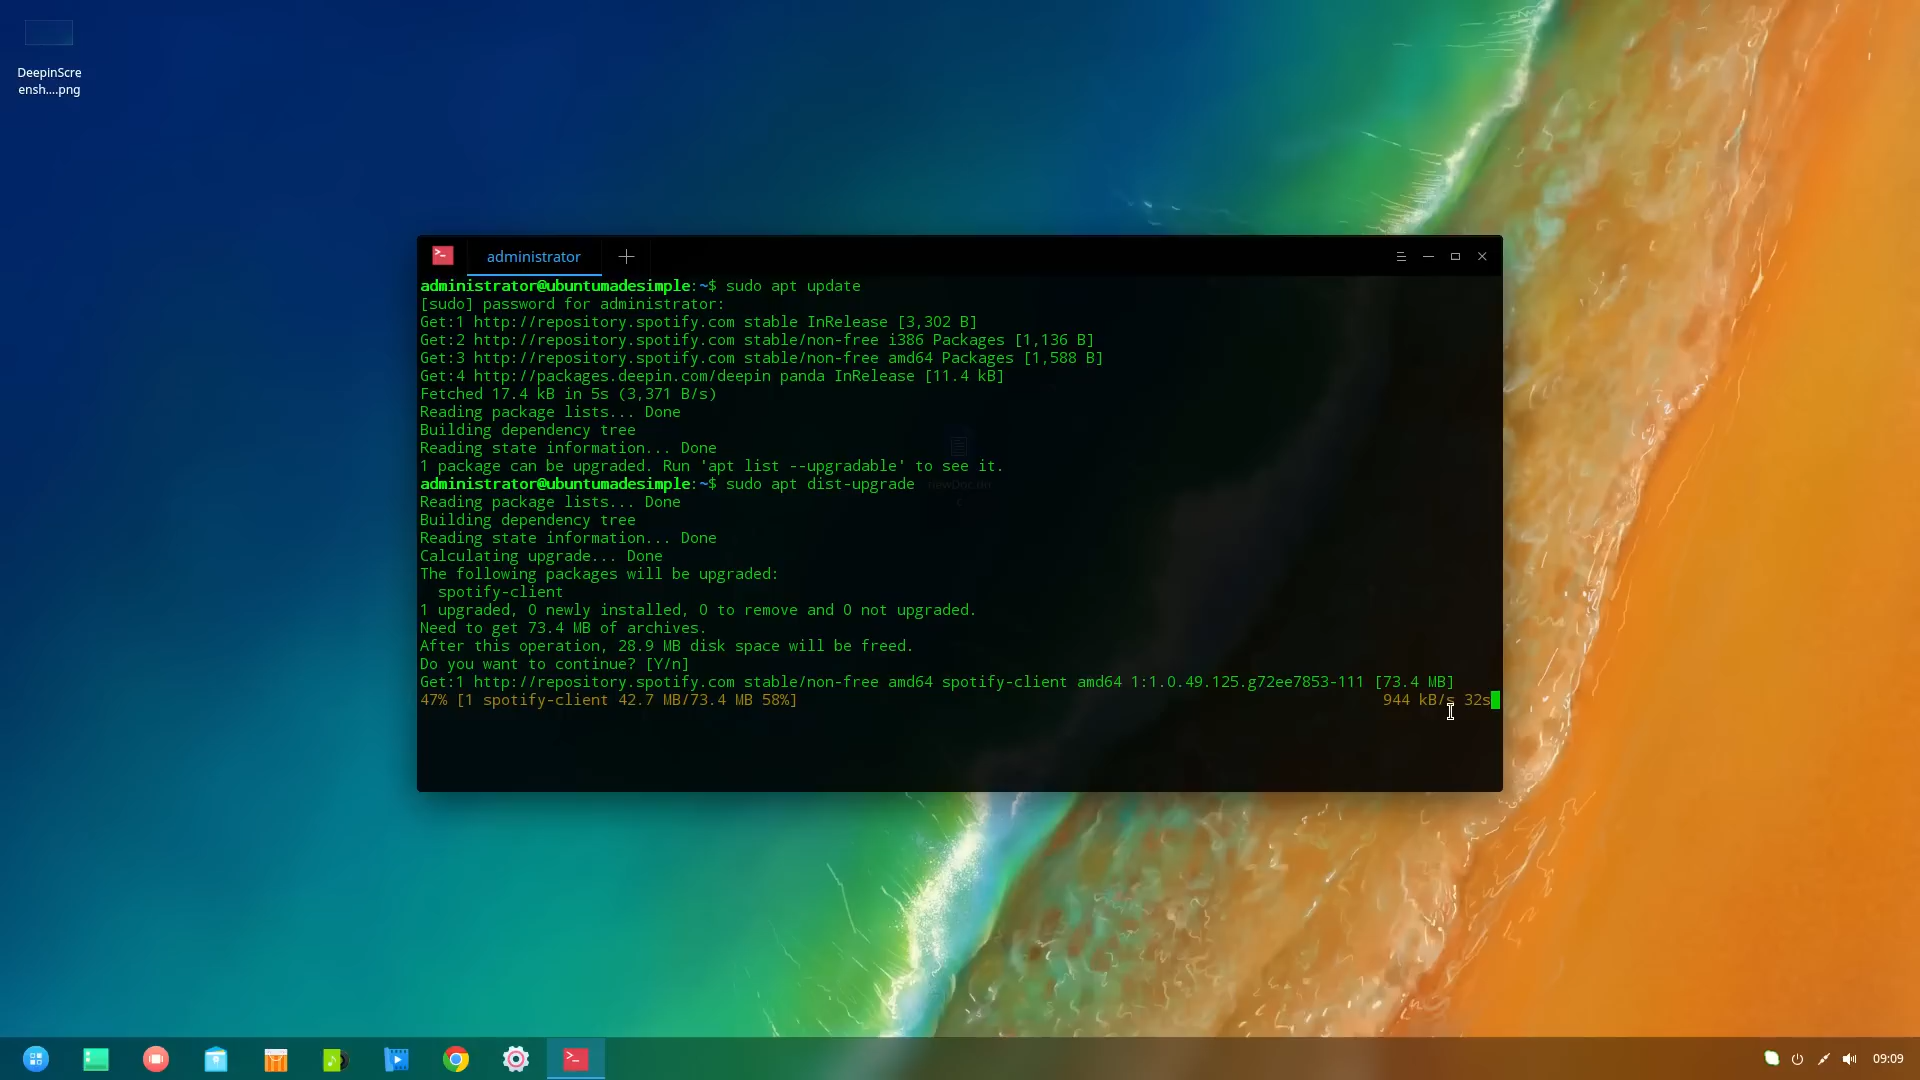 DeepinScre
ensh....png
administrator
administrator@ubuntumadesimple:~$ sudo apt update
[sudo] password for administrator:
Get:1 http://repository.spotify.com stable InRelease [3,302 B]
Get:2 http://repository.spotify.com stable/non-free i386 Packages [1,136 B]
Get:3 http://repository.spotify.com stable/non-free amd64 Packages [1,588 B]
Get:4 http://packages.deepin.com/deepin panda InRelease [11.4 kB]
Fetched 17.4 kB in 5s (3,371 B/s)
Reading package lists... Done
Building dependency tree
Reading state information... Done
1 package can be upgraded. Run 'apt list --upgradable' to see it.
administrator@ubuntumadesimple:~$ sudo apt dist-upgrade
Reading package lists... Done
Building dependency tree
Reading state information... Done
Calculating upgrade... Done
The following packages will be upgraded:
  spotify-client
1 upgraded, 0 newly installed, 0 to remove and 0 not upgraded.
Need to get 73.4 MB of archives.
After this operation, 28.9 MB disk space will be freed.
Do you want to continue? [Y/n]
Get:1 http://repository.spotify.com stable/non-free amd64 spotify-client amd64 1:1.0.49.125.g72ee7853-111 [73.4 MB]
47% [1 spotify-client 42.7 MB/73.4 MB 58%] 944 kB/s 32s
09:09